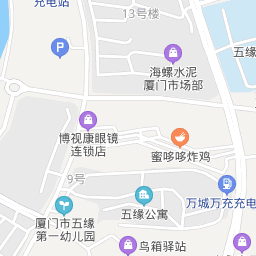 充电站
13号楼
五缘
海螺水泥
厦门市场部
博视康眼镜
连锁店
蜜哆哆炸鸡
9号
万城万充充电
五缘公寓
厦门市五缘
第一幼儿园
鸟箱驿站